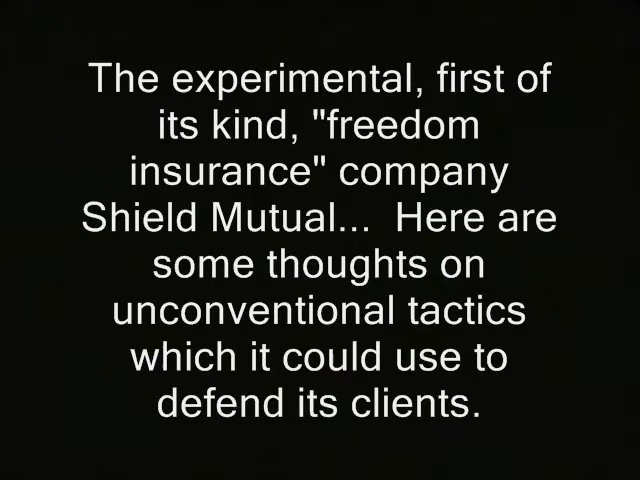 The experimental, first of
its kind, "freedom
insurance" company
Shield Mutual...  Here are
some thoughts on
unconventional tactics
which it could use to
defend its clients.